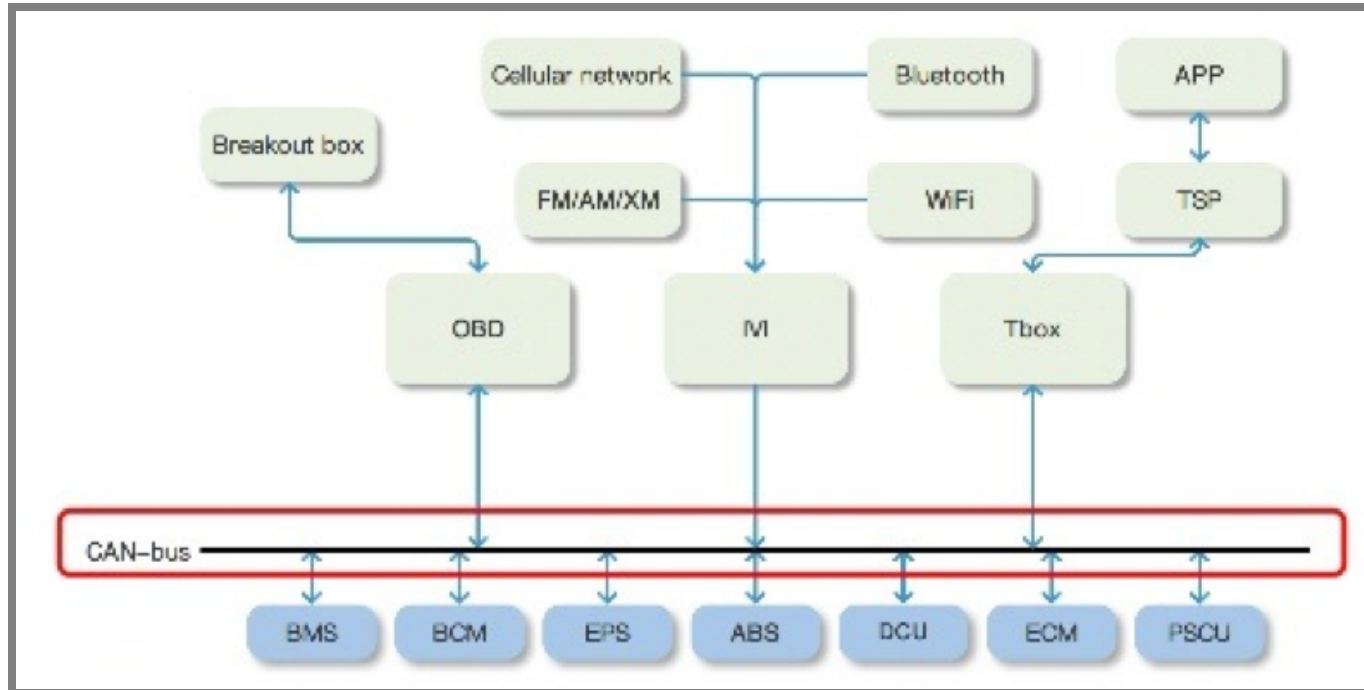 Cellular network
Bluetooth
APP
Breakout box
FM/AM/XM
WiFi
TSP
OBD
IVI
Tbox
CAN-bus
BMS
BCM
EPS
ABS
DCU
ECM
PSCU